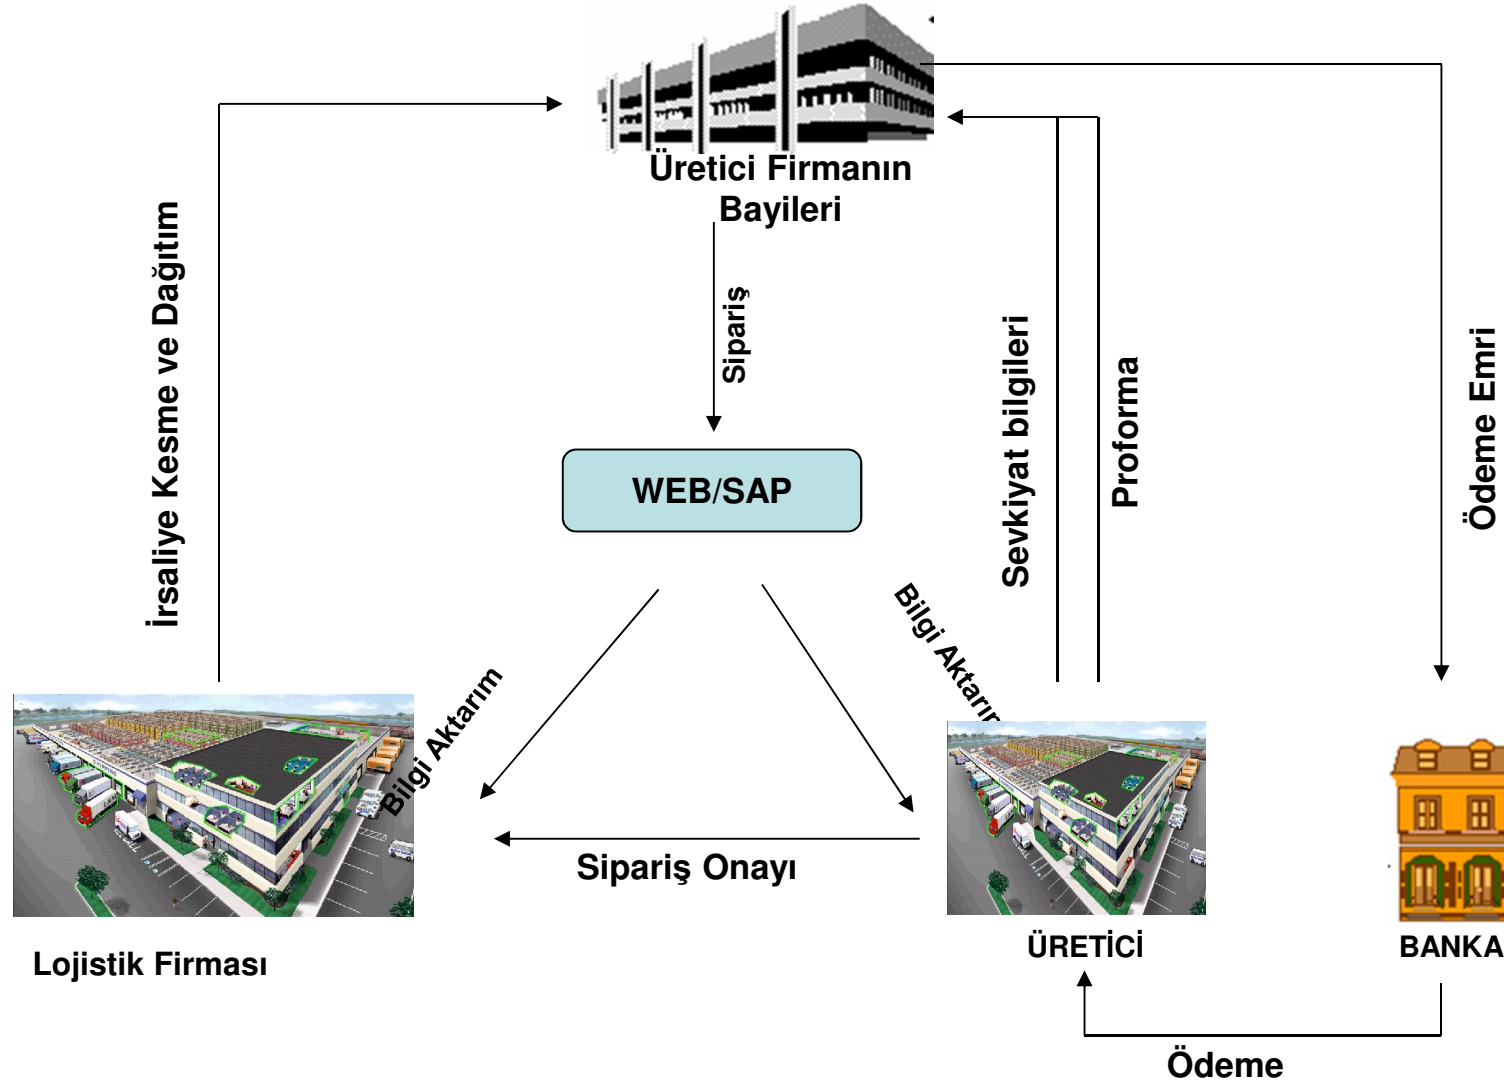 Üretici Firmanın
Bayileri
İrsaliye Kesme ve Dağıtım
Sipariş
Sevkiyat bilgileri
Proforma
Ödeme Emri
WEB/SAP
Bilgi Aktarım
Bilgi Aktarım
Sipariş Onayı
Lojistik Firması
ÜRETİCİ
BANKA
Ödeme